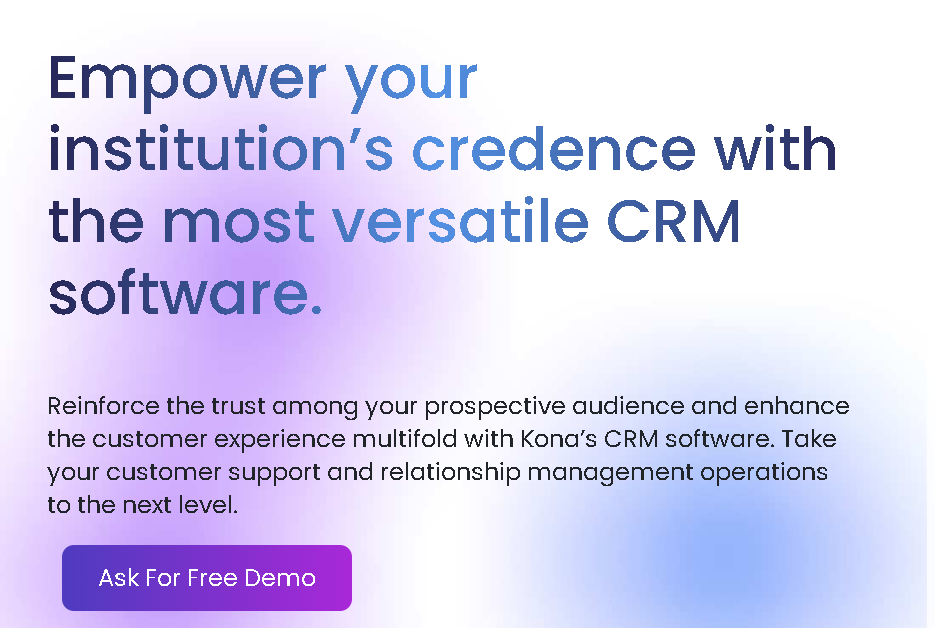 Empower your
institution’s credence with
the most versatile CRM
software.
Reinforce the trust among your prospective audience and enhance
the customer experience multifold with Kona’s CRM software. Take
your customer support and relationship management operations
to the next level.
Ask For Free Demo